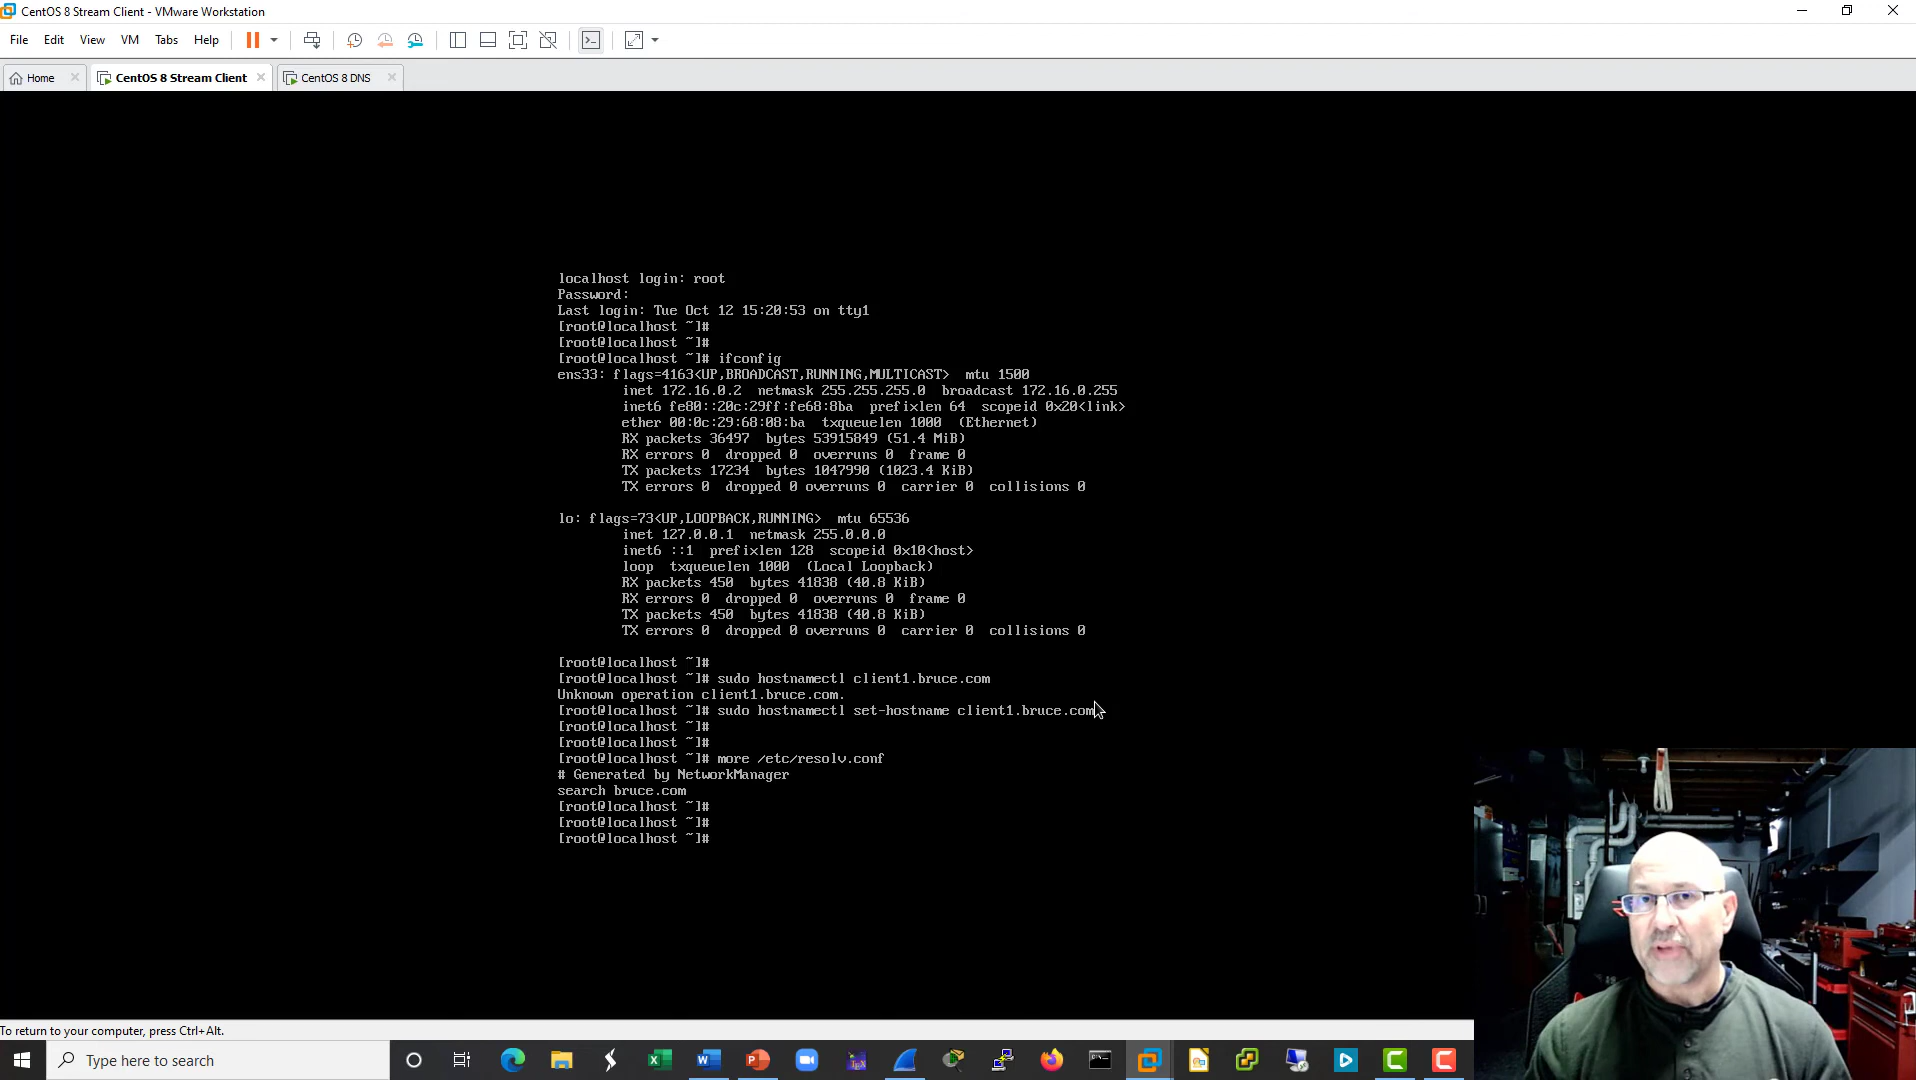 CentOS 8 Stream Client - VMware Workstation
File Edit View VM Tabs Help
Home CentOS 8 Stream Client CentOS 8 DNS
localhost login: root
Password:
Last login: Tue Oct 12 15:20:53 on tty1
[root@localhost ~]#
[root@localhost ~]#
[root@localhost ~]# ifconfig
ens33: flags=4163<UP,BROADCAST,RUNNING,MULTICAST>  mtu 1500
        inet 172.16.0.2  netmask 255.255.255.0  broadcast 172.16.0.255
        inet6 fe80::20c:29ff:fe68:8ba  prefixlen 64  scopeid 0x20<link>
        ether 00:0c:29:68:08:ba  txqueuelen 1000  (Ethernet)
        RX packets 36497  bytes 53915849 (51.4 MiB)
        RX errors 0  dropped 0  overruns 0  frame 0
        TX packets 17234  bytes 1047990 (1023.4 KiB)
        TX errors 0  dropped 0 overruns 0  carrier 0  collisions 0
lo: flags=73<UP,LOOPBACK,RUNNING>  mtu 65536
        inet 127.0.0.1  netmask 255.0.0.0
        inet6 ::1  prefixlen 128  scopeid 0x10<host>
        loop  txqueuelen 1000  (Local Loopback)
        RX packets 450  bytes 41838 (40.8 KiB)
        RX errors 0  dropped 0  overruns 0  frame 0
        TX packets 450  bytes 41838 (40.8 KiB)
        TX errors 0  dropped 0 overruns 0  carrier 0  collisions 0
[root@localhost ~]#
[root@localhost ~]# sudo hostnamectl client1.bruce.com
Unknown operation client1.bruce.com.
[root@localhost ~]# sudo hostnamectl set-hostname client1.bruce.com
[root@localhost ~]#
[root@localhost ~]#
[root@localhost ~]# more /etc/resolv.conf
# Generated by NetworkManager
search bruce.com
[root@localhost ~]#
[root@localhost ~]#
[root@localhost ~]#
To return to your computer, press Ctrl+Alt.
Type here to search